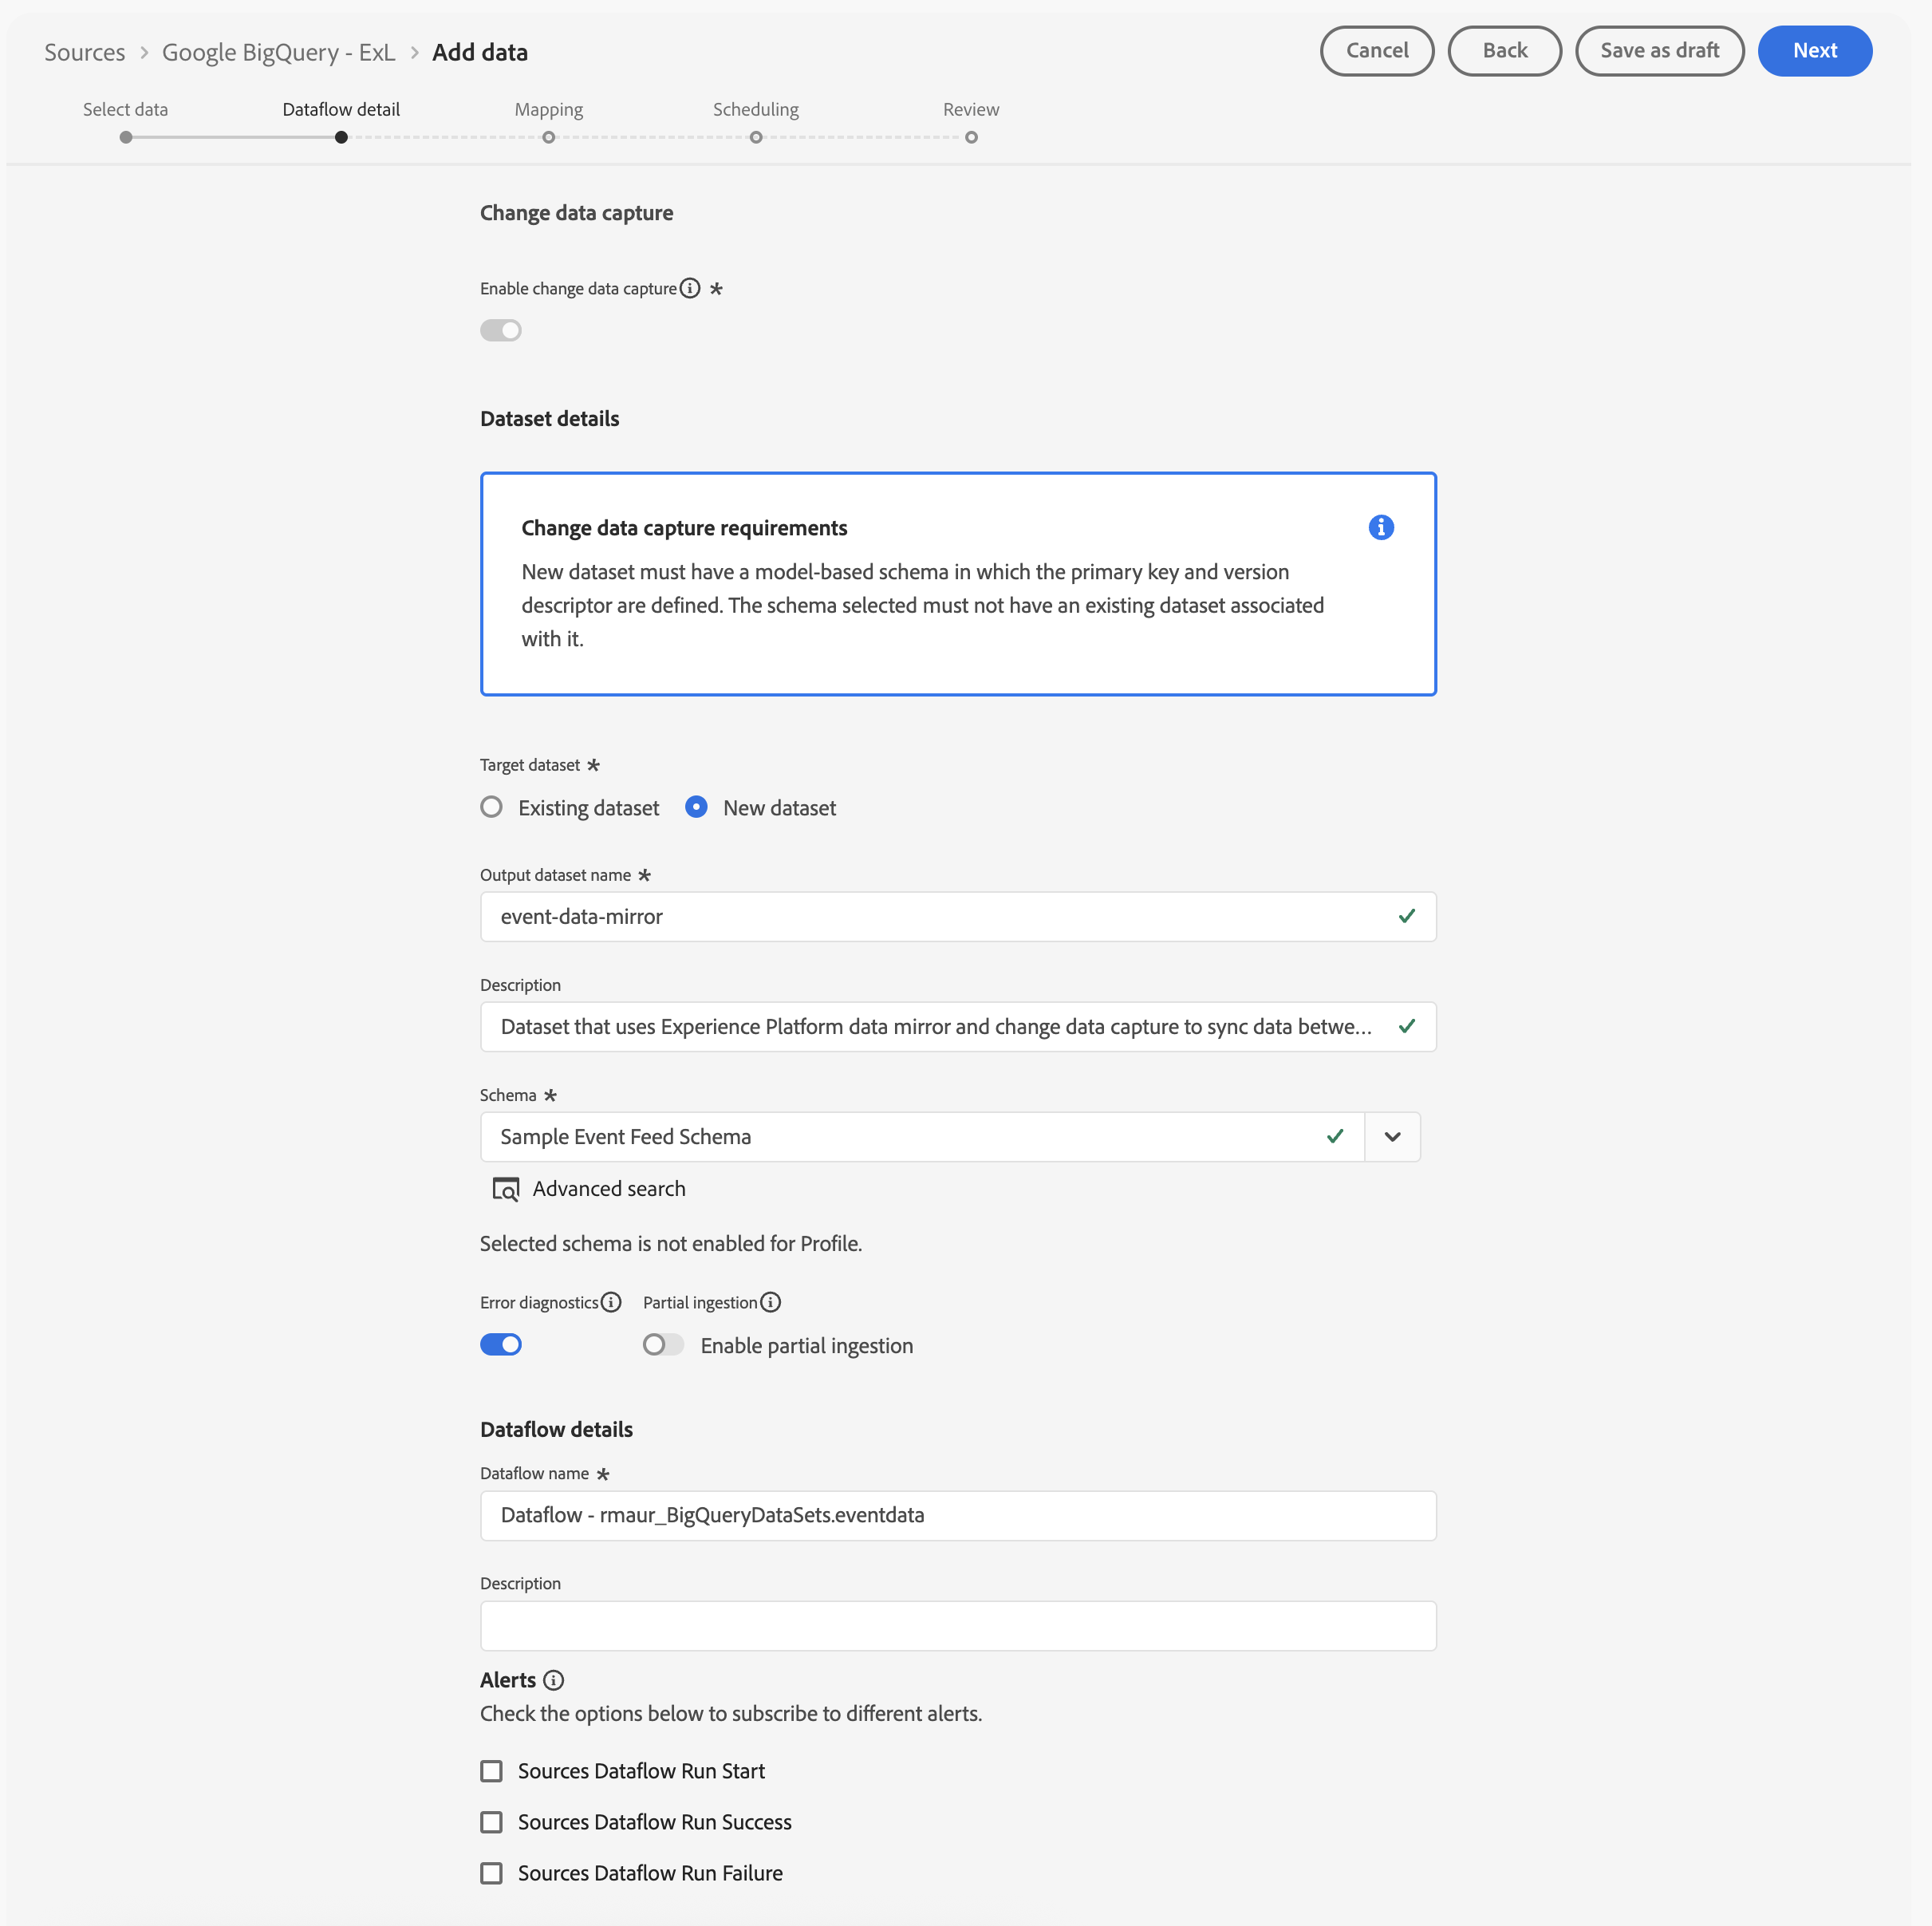 Sources > Google BigQuery - ExL > Add data
Cancel
Back
Save as draft
Next
Select data
Dataflow detail
Mapping
Scheduling
Review
Change data capture
Enable change data capture *
Dataset details
Change data capture requirements
New dataset must have a model-based schema in which the primary key and version
descriptor are defined. The schema selected must not have an existing dataset associated
with it.
Target dataset *
Existing dataset
New dataset
Output dataset name *
event-data-mirror
Description
Dataset that uses Experience Platform data mirror and change data capture to sync data betwe...
Schema *
Sample Event Feed Schema
Advanced search
Selected schema is not enabled for Profile.
Error diagnostics
Partial ingestion
Enable partial ingestion
Dataflow details
Dataflow name *
Dataflow - rmaur_BigQueryDataSets.eventdata
Description
Alerts
Check the options below to subscribe to different alerts.
Sources Dataflow Run Start
Sources Dataflow Run Success
Sources Dataflow Run Failure